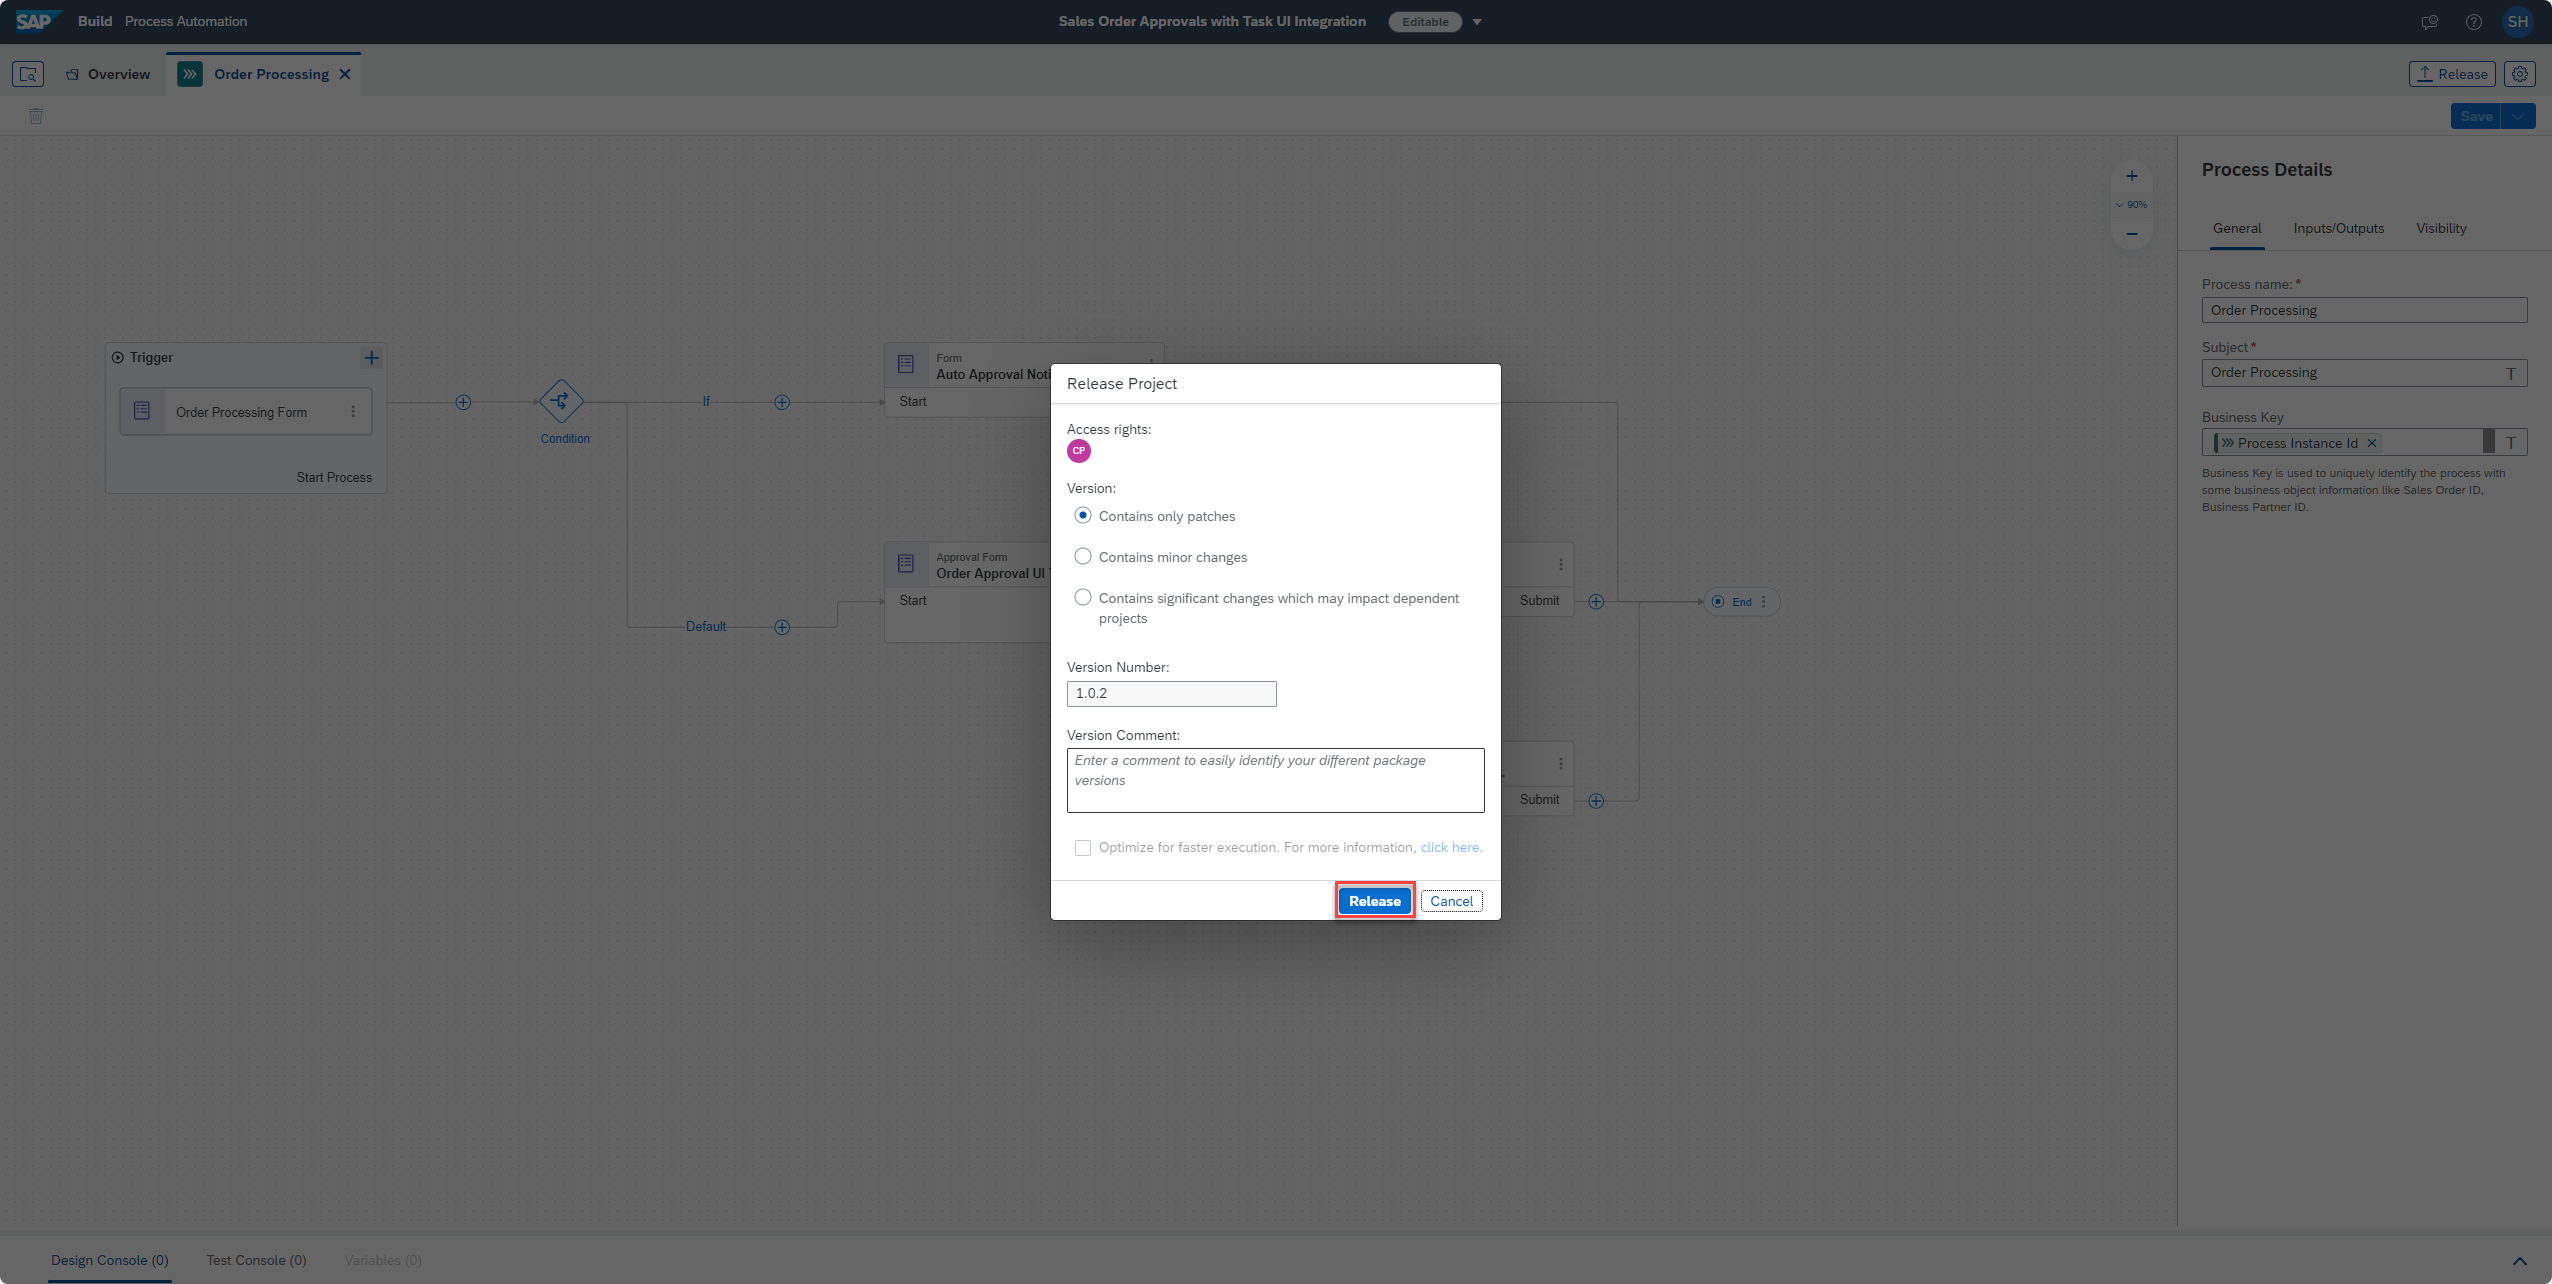 SAP Build Process Automation
Sales Order Approvals with Task UI Integration Editable
SH
Overview
Order Processing
Release
Save
Process Details
90%
General Inputs/Outputs Visibility
Process name:*
Order Processing
Subject*
Order Processing
T
Business Key
Process Instance Id
T
Business Key is used to uniquely identify the process with
some business object information like Sales Order ID,
Business Partner ID.
Trigger
Order Processing Form
Start Process
Condition
If
Default
Form
Auto Approval Noti
Start
Approval Form
Order Approval UI
Start
Submit
Submit
End
Release Project
Access rights:
CP
Version:
Contains only patches
Contains minor changes
Contains significant changes which may impact dependent
projects
Version Number:
1.0.2
Version Comment:
Enter a comment to easily identify your different package
versions
Optimize for faster execution. For more information, click here.
Release Cancel
Design Console (0) Test Console (0) Variables (0)